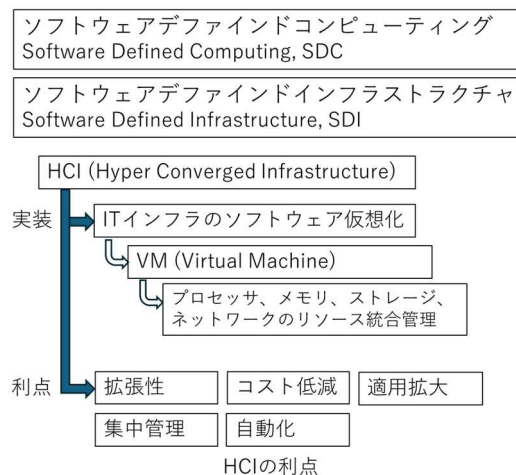 ソフトウェアデファインドコンピューティング
Software Defined Computing, SDC
ソフトウェアデファインドインフラストラクチャ
Software Defined Infrastructure, SDI
HCI (Hyper Converged Infrastructure)
実装
ITインフラのソフトウェア仮想化
VM (Virtual Machine)
プロセッサ、メモリ、ストレージ、
ネットワークのリソース統合管理
利点
拡張性
コスト低減
適用拡大
集中管理
自動化
HCIの利点